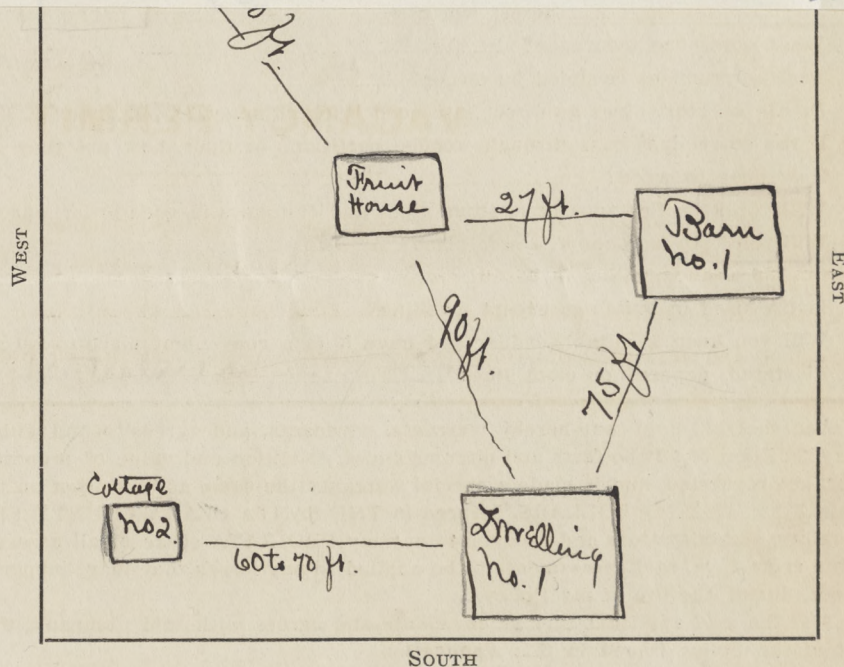 ft.
Fruit
House
27 ft.
Barn
no. 1
WEST
EAST
90 ft.
75 ft
Cottage
no 2.
60 to 70 ft.
Dwelling
no. 1
SOUTH